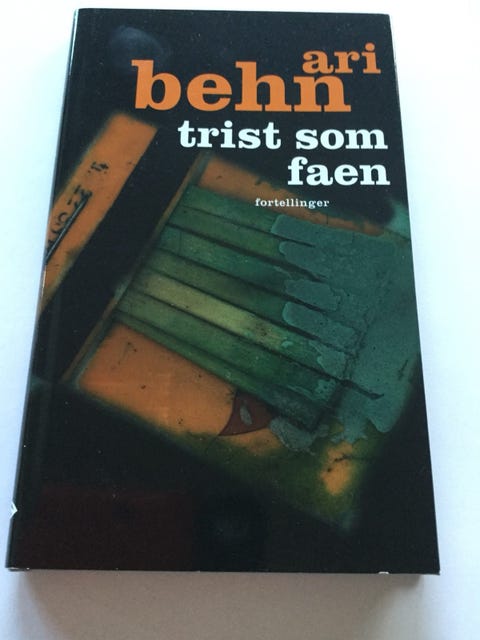 ari
behn
trist som
faen
fortellinger